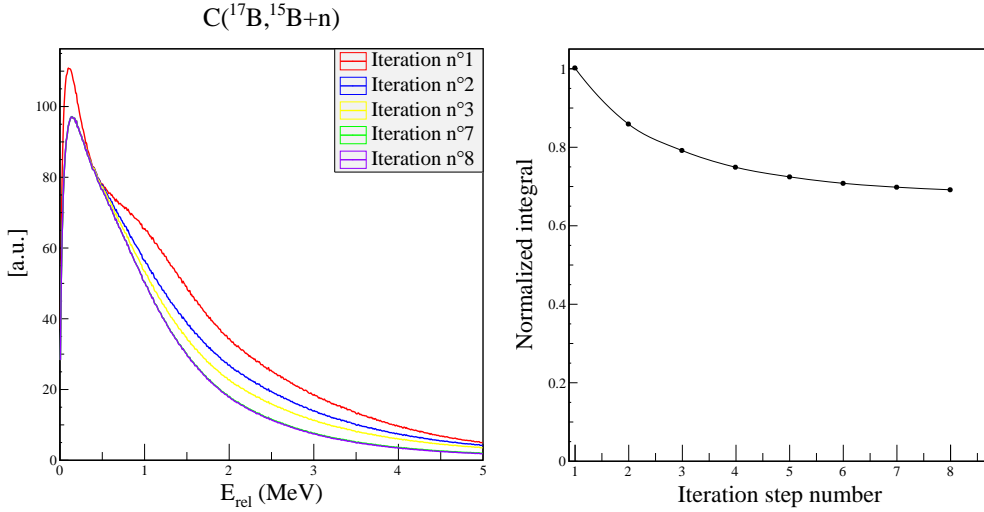 C(¹⁷B,¹⁵B+n)
Iteration n°1
Iteration n°2
Iteration n°3
Iteration n°7
Iteration n°8
[a.u.]
100
80
60
40
20
0
0 1 2 3 4 5
E_rel (MeV)
Normalized integral
1
0.8
0.6
0.4
0.2
0
1 2 3 4 5 6 7 8
Iteration step number